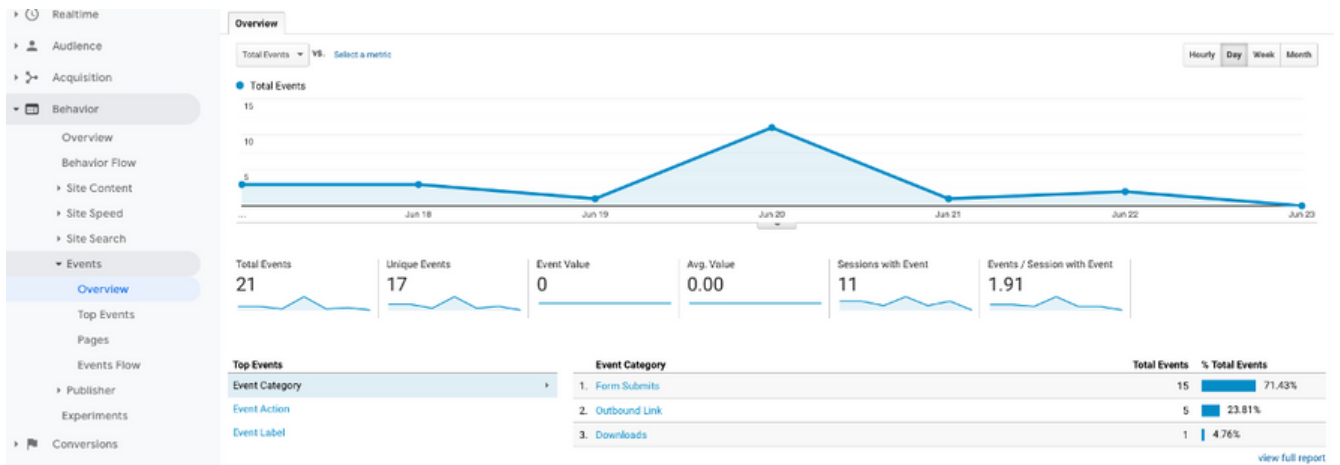 Realtime
Audience
Acquisition
Behavior
Overview
Behavior Flow
Site Content
Site Speed
Site Search
Events
Overview
Top Events
Pages
Events Flow
Publisher
Experiments
Conversions
Overview
Total Events VS. Select a metric
Hourly Day Week Month
Total Events
15
10
5
... Jun 18 Jun 19 Jun 20 Jun 21 Jun 22 Jun 23
Total Events Unique Events Event Value Avg. Value Sessions with Event Events / Session with Event
21 17 0 0.00 11 1.91
Top Events
Event Category
Event Action
Event Label
Event Category Total Events % Total Events
1. Form Submits 15 71.43%
2. Outbound Link 5 23.81%
3. Downloads 1 4.76%
view full report